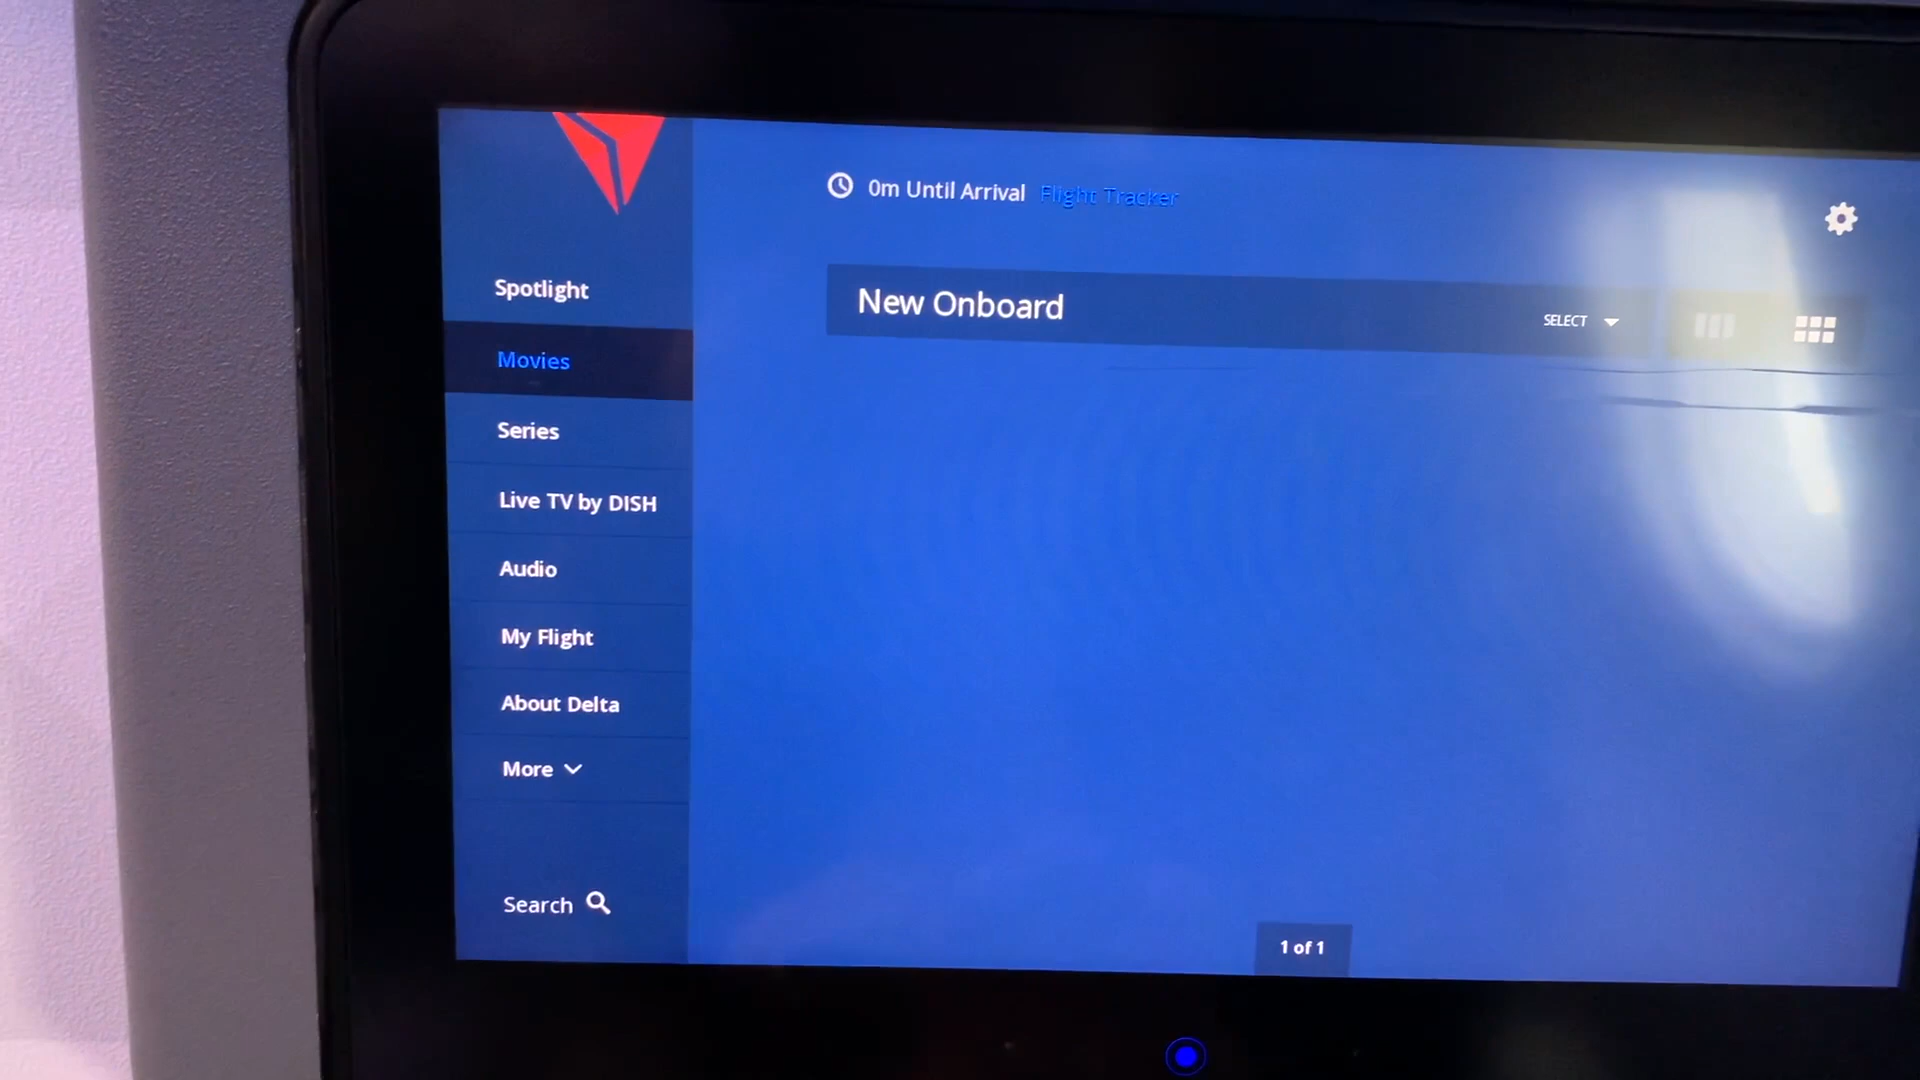 0m Until Arrival Flight Tracker
New Onboard
SELECT
Spotlight
Movies
Series
Live TV by DISH
Audio
My Flight
About Delta
More
Search
1 of 1